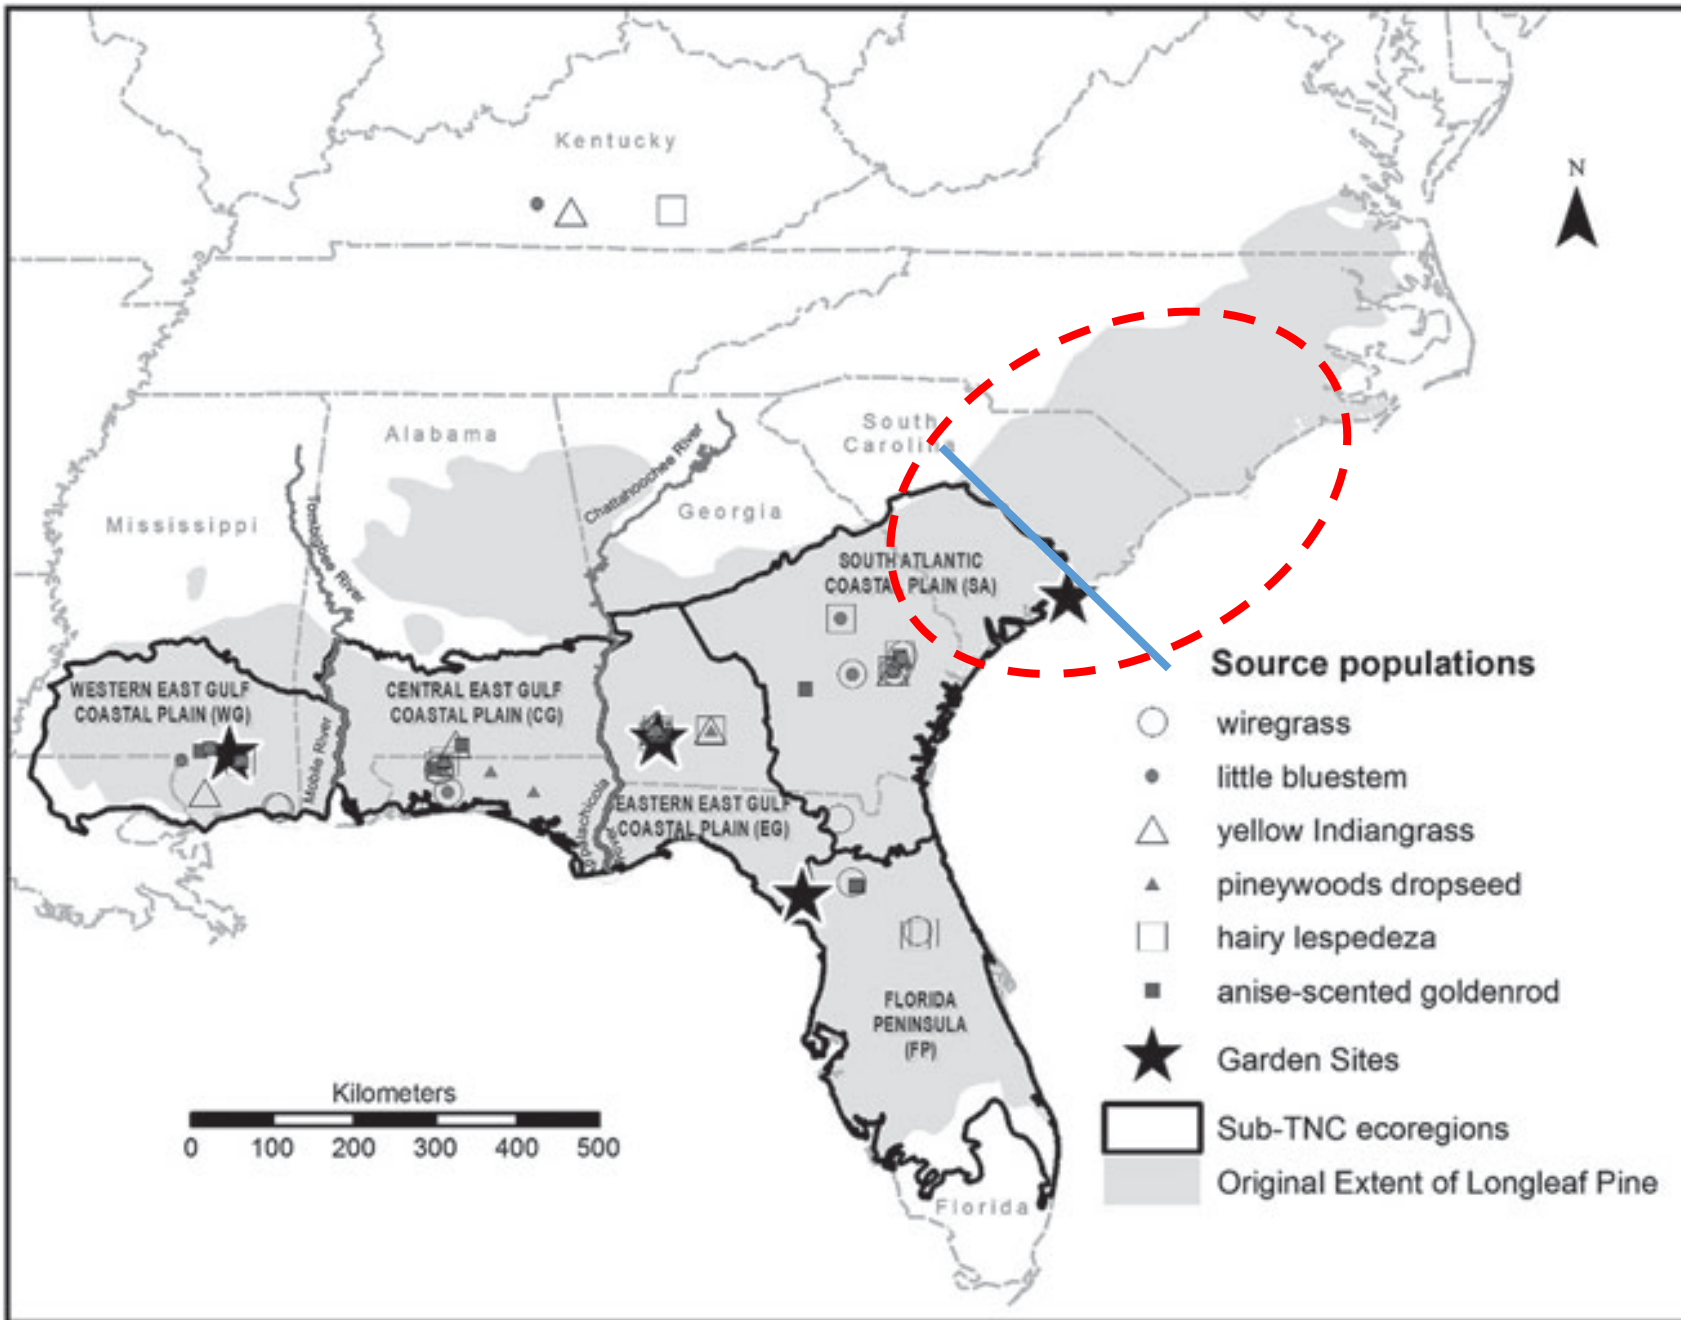 N
Kentucky
South
Carolina
Alabama
Chattahoochee River
Georgia
Mississippi
Tombigbee River
SOUTH ATLANTIC
COASTAL PLAIN (SA)
WESTERN EAST GULF
COASTAL PLAIN (WG)
CENTRAL EAST GULF
COASTAL PLAIN (CG)
Mobile River
Apalachicola
River
EASTERN EAST GULF
COASTAL PLAIN (EG)
FLORIDA
PENINSULA
(FP)
Florida
Source populations
wiregrass
little bluestem
yellow Indiangrass
pineywoods dropseed
hairy lespedeza
anise-scented goldenrod
Garden Sites
Sub-TNC ecoregions
Original Extent of Longleaf Pine
Kilometers
0 100 200 300 400 500